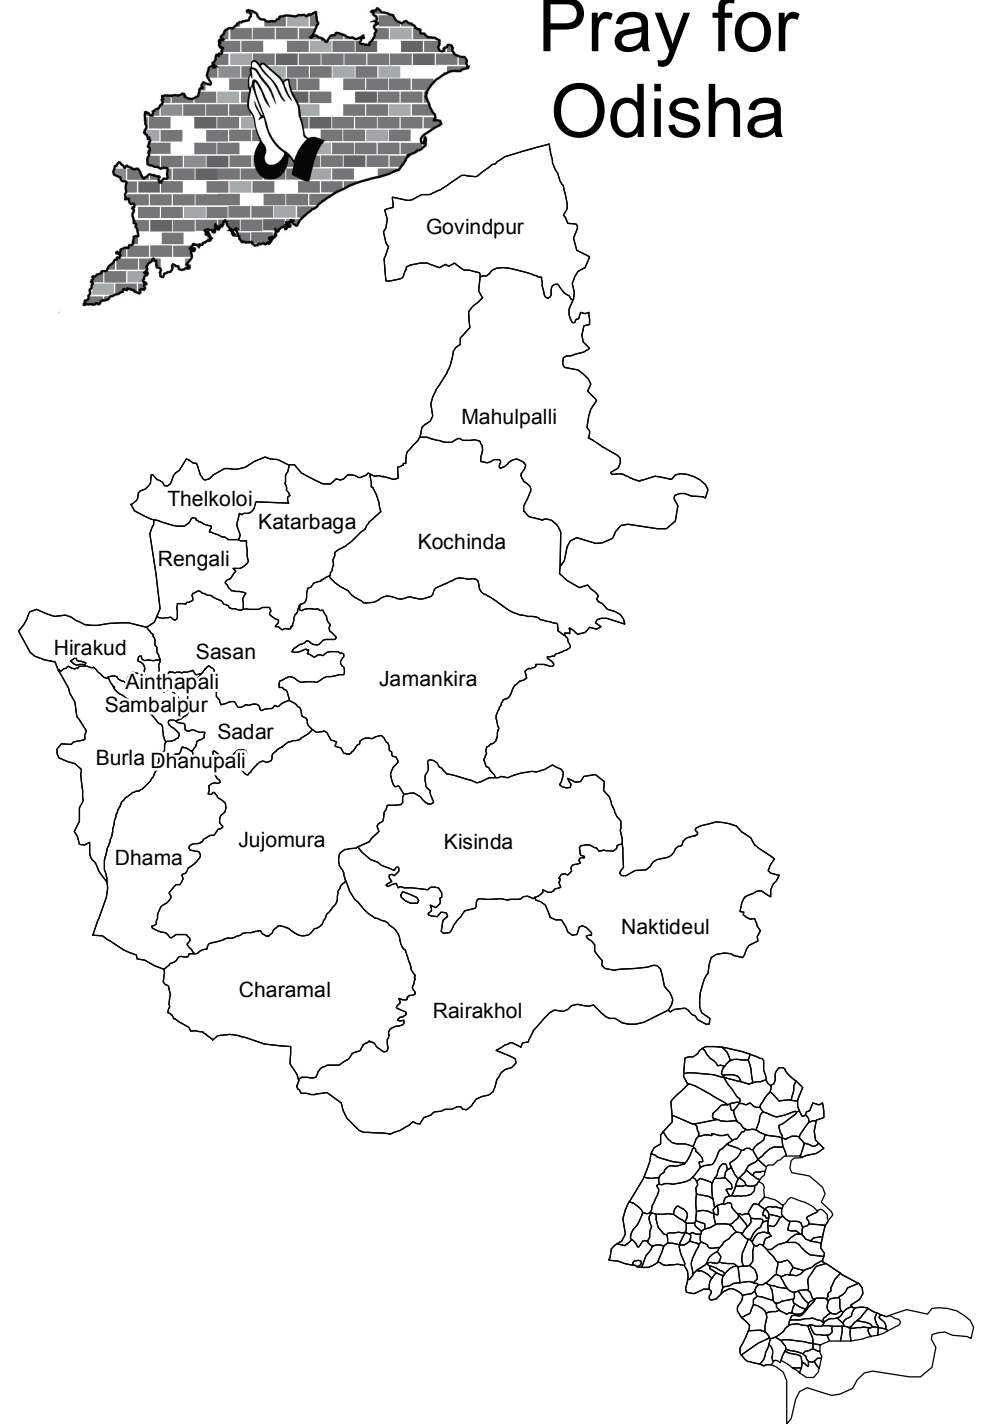 Pray for
Odisha
Govindpur
Mahulpalli
Thelkoloi
Katarbaga
Kochinda
Rengali
Hirakud
Sasan
Ainthapali
Jamankira
Sambalpur
Sadar
Burla
Dhanupali
Jujomura
Kisinda
Dhama
Naktideul
Charamal
Rairakhol